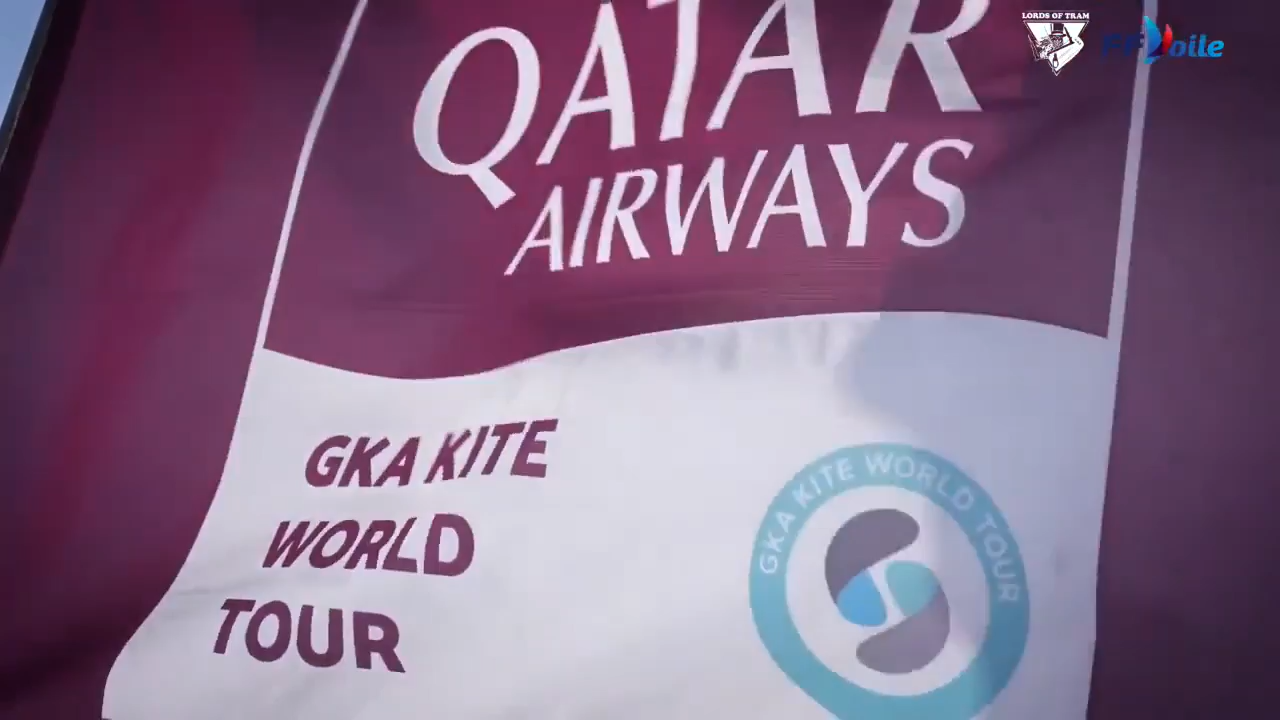 LORDS OF TRAM
FFVoile
QATAR
AIRWAYS
GKA KITE
WORLD
TOUR
GKA KITE WORLD TOUR